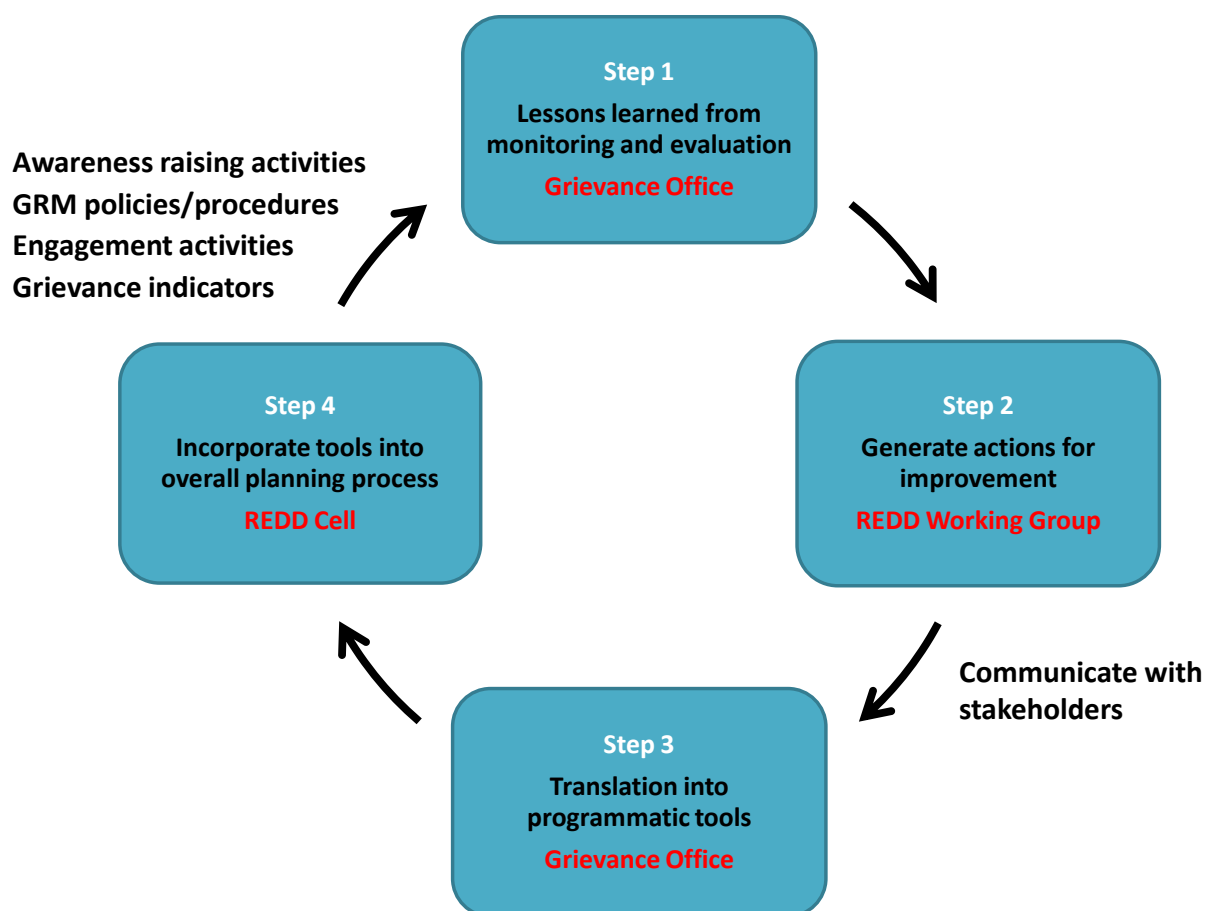 Step 1
Lessons learned from
monitoring and evaluation
Grievance Office
Awareness raising activities
GRM policies/procedures
Engagement activities
Grievance indicators
Step 4
Incorporate tools into
overall planning process
REDD Cell
Step 2
Generate actions for
improvement
REDD Working Group
Communicate with
stakeholders
Step 3
Translation into
programmatic tools
Grievance Office